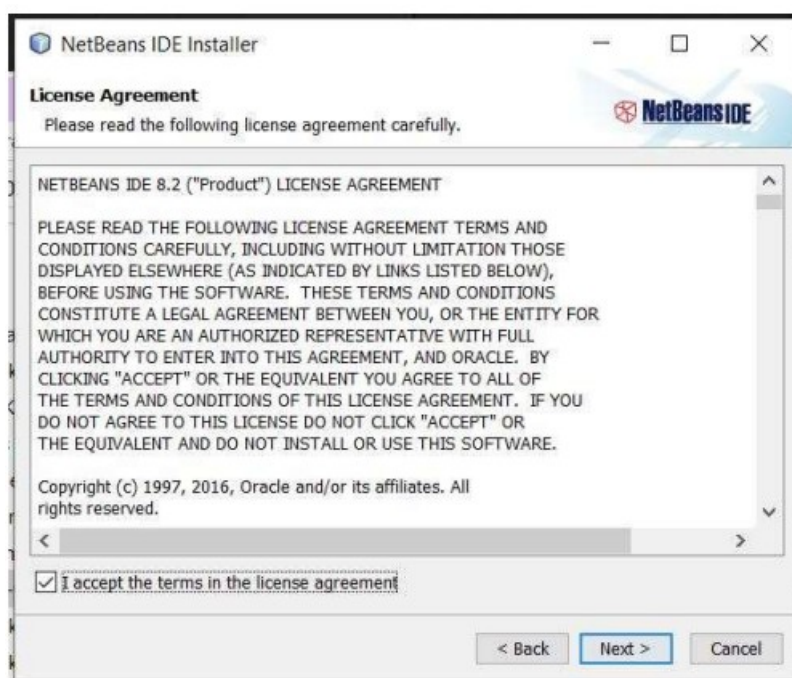 NetBeans IDE Installer
License Agreement
Please read the following license agreement carefully.
NetBeans IDE
NETBEANS IDE 8.2 ("Product") LICENSE AGREEMENT
PLEASE READ THE FOLLOWING LICENSE AGREEMENT TERMS AND
CONDITIONS CAREFULLY, INCLUDING WITHOUT LIMITATION THOSE
DISPLAYED ELSEWHERE (AS INDICATED BY LINKS LISTED BELOW),
BEFORE USING THE SOFTWARE.  THESE TERMS AND CONDITIONS
CONSTITUTE A LEGAL AGREEMENT BETWEEN YOU, OR THE ENTITY FOR
WHICH YOU ARE AN AUTHORIZED REPRESENTATIVE WITH FULL
AUTHORITY TO ENTER INTO THIS AGREEMENT, AND ORACLE.  BY
CLICKING "ACCEPT" OR THE EQUIVALENT YOU AGREE TO ALL OF
THE TERMS AND CONDITIONS OF THIS LICENSE AGREEMENT.  IF YOU
DO NOT AGREE TO THIS LICENSE DO NOT CLICK "ACCEPT" OR
THE EQUIVALENT AND DO NOT INSTALL OR USE THIS SOFTWARE.
Copyright (c) 1997, 2016, Oracle and/or its affiliates. All
rights reserved.
I accept the terms in the license agreement
< Back Next > Cancel